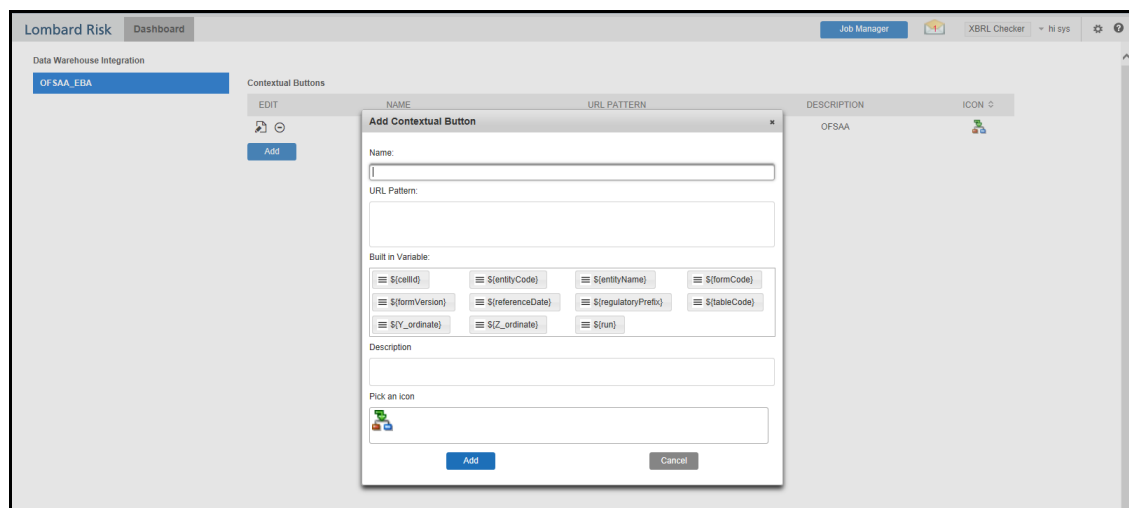 Lombard Risk Dashboard Job Manager XBRL Checker hi sys
Data Warehouse Integration
OFSAA_EBA
Contextual Buttons
EDIT NAME URL PATTERN DESCRIPTION ICON
OFSAA
Add
Add Contextual Button
Name:
URL Pattern:
Built in Variable:
${cellId} ${entityCode} ${entityName} ${formCode}
${formVersion} ${referenceDate} ${regulatoryPrefix} ${tableCode}
${Y_ordinate} ${Z_ordinate} ${run}
Description
Pick an icon
Add Cancel